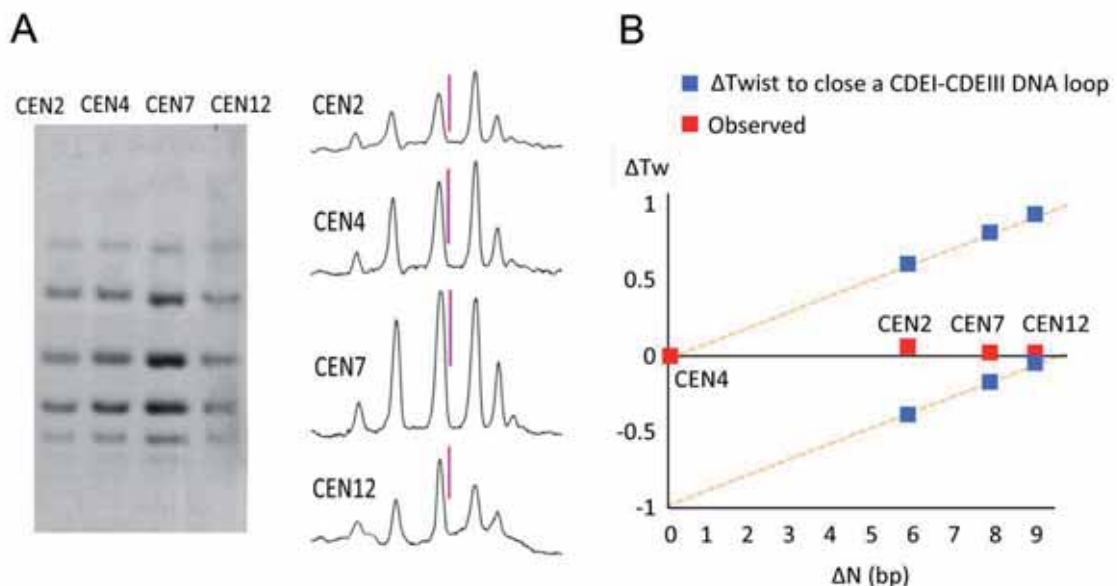 A
CEN2 CEN4 CEN7 CEN12
CEN2
CEN4
CEN7
CEN12
B
ΔTwist to close a CDEI-CDEIII DNA loop
Observed
ΔTw
1
0.5
0
-0.5
-1
CEN2 CEN7 CEN12
CEN4
0 1 2 3 4 5 6 7 8 9
ΔN (bp)